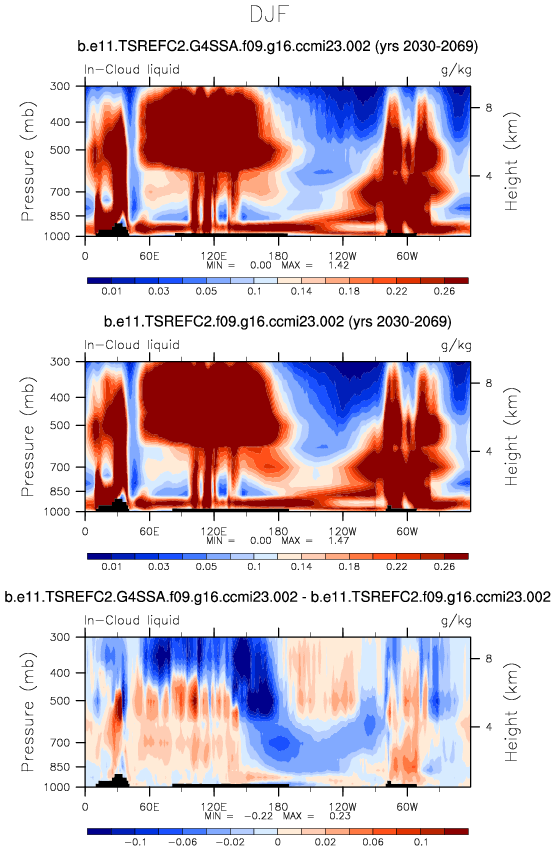 DJF
b.e11.TSREFC2.G4SSA.f09.g16.ccmi23.002 (yrs 2030-2069)
In-Cloud liquid g/kg
Pressure (mb)
300
400
500
700
850
1000
8
4
Height (km)
0 60E 120E 180 120W 60W
MIN = 0.00 MAX = 1.42
0.01 0.03 0.05 0.1 0.14 0.18 0.22 0.26
b.e11.TSREFC2.f09.g16.ccmi23.002 (yrs 2030-2069)
In-Cloud liquid g/kg
Pressure (mb)
300
400
500
700
850
1000
8
4
Height (km)
0 60E 120E 180 120W 60W
MIN = 0.00 MAX = 1.47
0.01 0.03 0.05 0.1 0.14 0.18 0.22 0.26
b.e11.TSREFC2.G4SSA.f09.g16.ccmi23.002 - b.e11.TSREFC2.f09.g16.ccmi23.002
In-Cloud liquid g/kg
Pressure (mb)
300
400
500
700
850
1000
8
4
Height (km)
0 60E 120E 180 120W 60W
MIN = -0.22 MAX = 0.23
-0.1 -0.06 -0.02 0 0.02 0.06 0.1